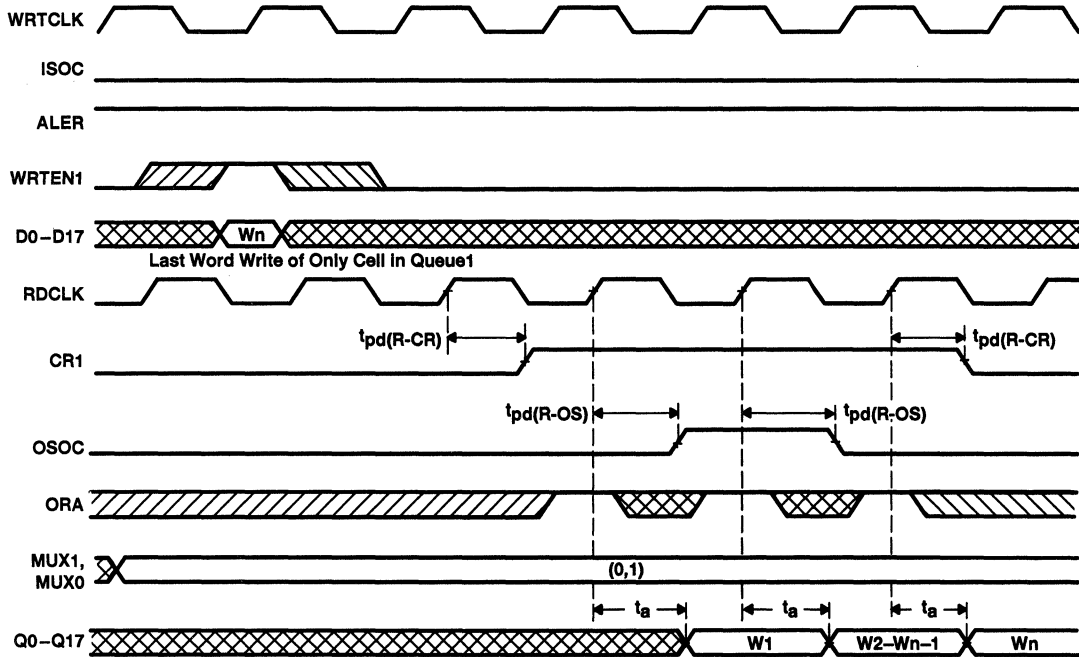 WRTCLK
ISOC
ALER
WRTEN1
D0–D17
Wn
Last Word Write of Only Cell in Queue1
RDCLK
tpd(R-CR)
tpd(R-CR)
CR1
tpd(R-OS)
tpd(R-OS)
OSOC
ORA
MUX1,
MUX0
(0,1)
ta
ta
ta
Q0–Q17
W1
W2–Wn–1
Wn